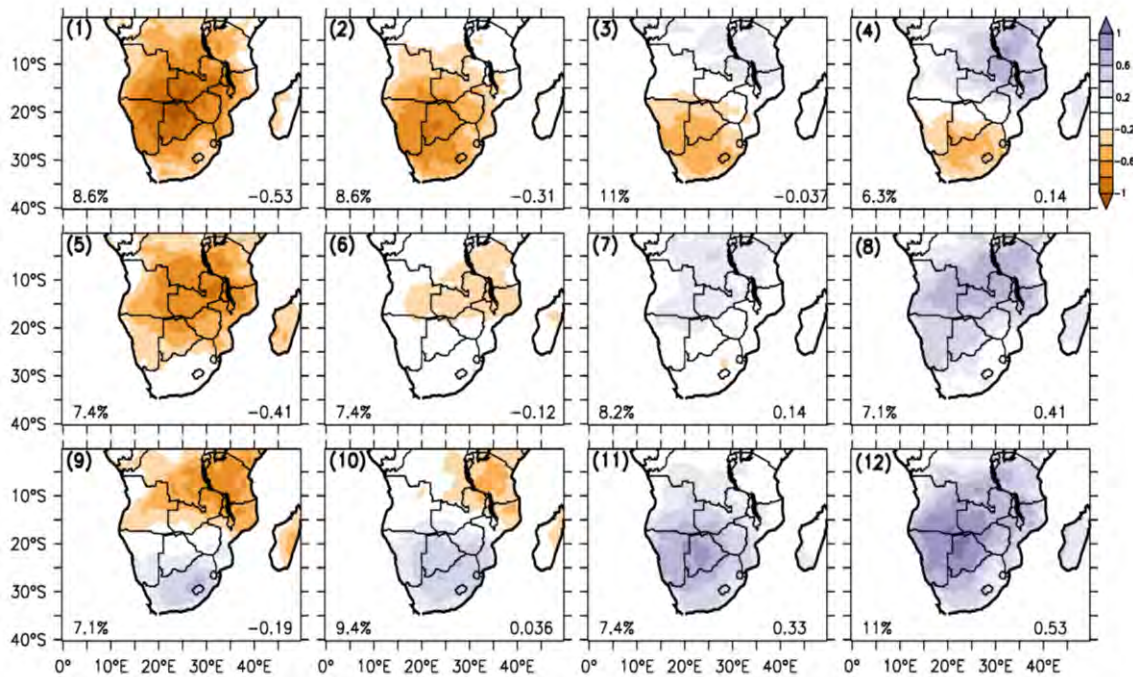 (1) (2) (3) (4)
1
0.6
0.2
−0.2
−0.6
−1
10°S
20°S
30°S
40°S
8.6% −0.53 8.6% −0.31 11% −0.037 6.3% 0.14
(5) (6) (7) (8)
10°S
20°S
30°S
40°S
7.4% −0.41 7.4% −0.12 8.2% 0.14 7.1% 0.41
(9) (10) (11) (12)
10°S
20°S
30°S
40°S
7.1% −0.19 9.4% 0.036 7.4% 0.33 11% 0.53
0° 10°E 20°E 30°E 40°E 0° 10°E 20°E 30°E 40°E 0° 10°E 20°E 30°E 40°E 0° 10°E 20°E 30°E 40°E